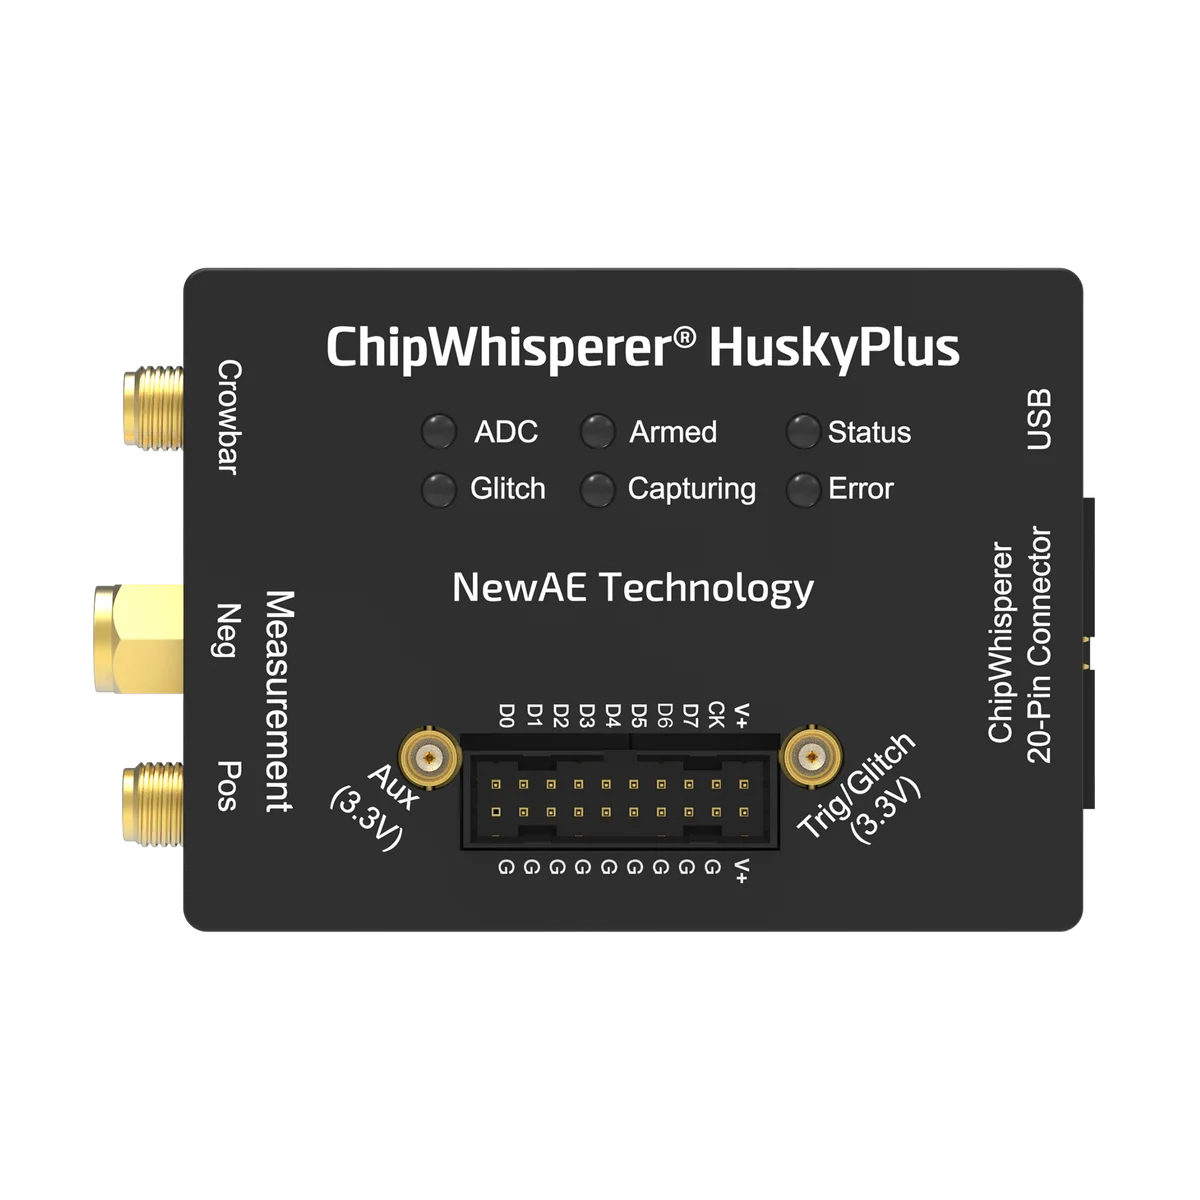 ChipWhisperer® HuskyPlus
ADC
Armed
Status
Glitch
Capturing
Error
NewAE Technology
Crowbar
Measurement
Neg
Pos
USB
ChipWhisperer
20-Pin Connector
D0 D1 D2 D3 D4 D5 D6 D7 CK V+
Aux
(3.3V)
Trig/Glitch
(3.3V)
G G G G G G G G G V+